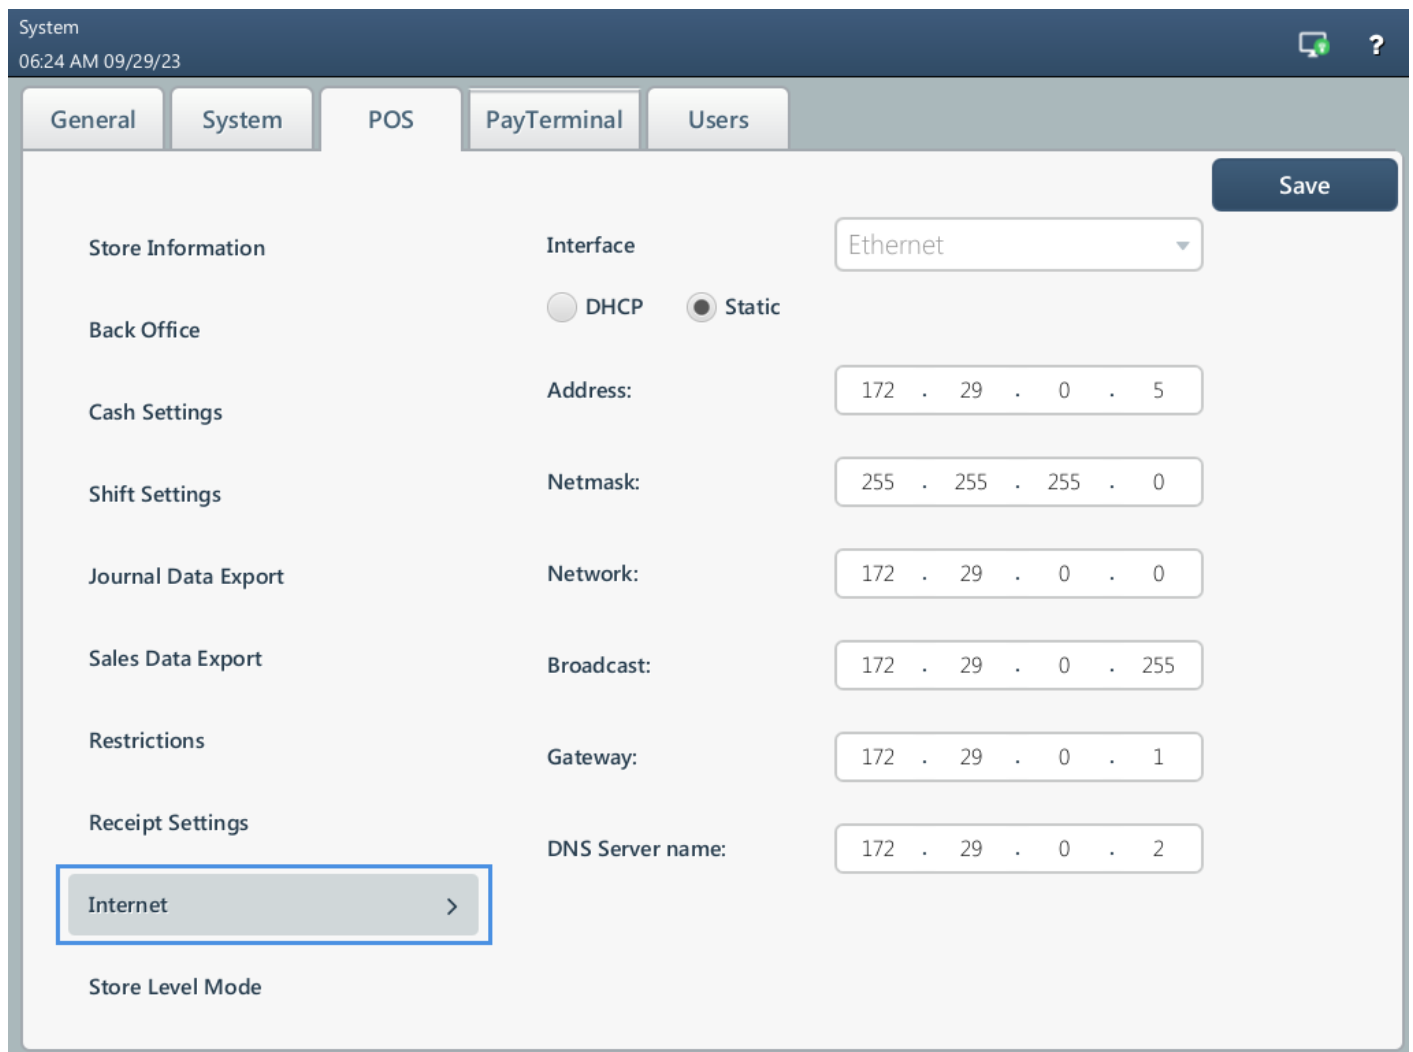 System
06:24 AM 09/29/23
?
General
System
POS
PayTerminal
Users
Save
Store Information
Back Office
Cash Settings
Shift Settings
Journal Data Export
Sales Data Export
Restrictions
Receipt Settings
Internet
Store Level Mode
Interface Ethernet
DHCP Static
Address: 172 . 29 . 0 . 5
Netmask: 255 . 255 . 255 . 0
Network: 172 . 29 . 0 . 0
Broadcast: 172 . 29 . 0 . 255
Gateway: 172 . 29 . 0 . 1
DNS Server name: 172 . 29 . 0 . 2